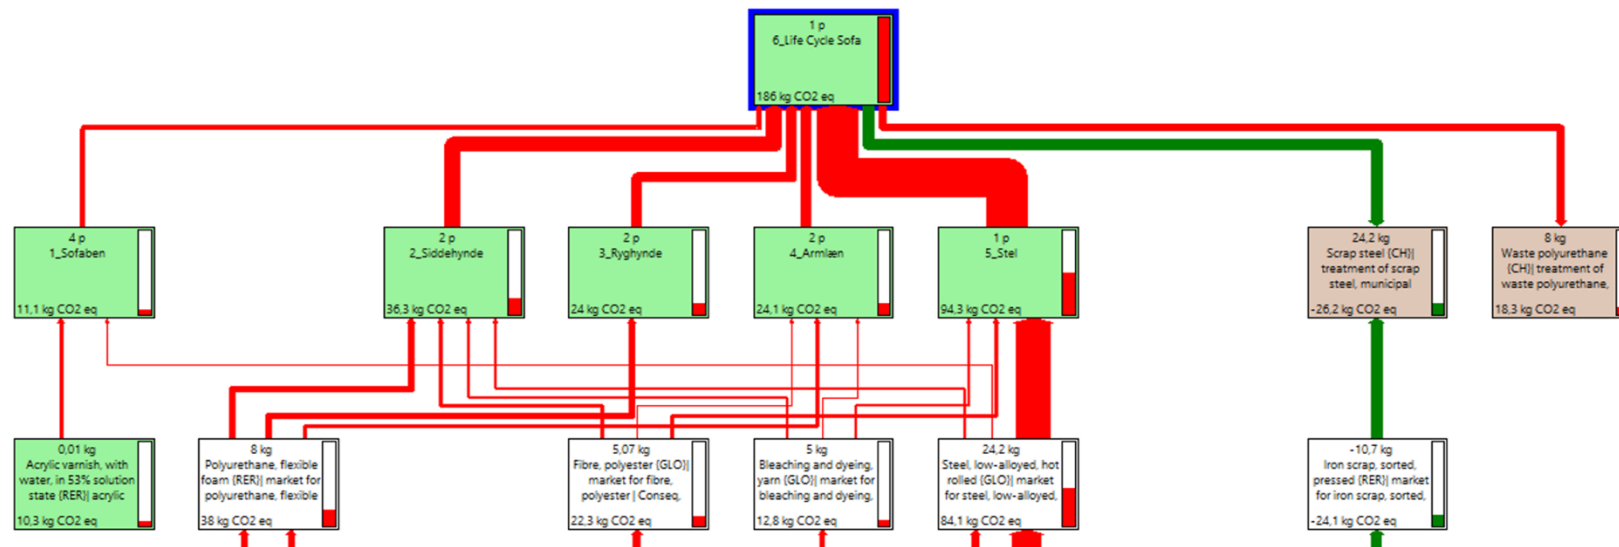 1 p
6_Life Cycle Sofa
186 kg CO2 eq
4 p
1_Sofaben
11,1 kg CO2 eq
2 p
2_Siddehynde
36,3 kg CO2 eq
2 p
3_Ryghynde
24 kg CO2 eq
2 p
4_Armlæn
24,1 kg CO2 eq
1 p
5_Stel
94,3 kg CO2 eq
24,2 kg
Scrap steel {CH}|
treatment of scrap
steel, municipal
-26,2 kg CO2 eq
8 kg
Waste polyurethane
{CH}| treatment of
waste polyurethane,
18,3 kg CO2 eq
0,01 kg
Acrylic varnish, with
water, in 53% solution
state {RER}| acrylic
10,3 kg CO2 eq
8 kg
Polyurethane, flexible
foam {RER}| market for
polyurethane, flexible
38 kg CO2 eq
5,07 kg
Fibre, polyester {GLO}|
market for fibre,
polyester | Conseq,
22,3 kg CO2 eq
5 kg
Bleaching and dyeing,
yarn {GLO}| market for
bleaching and dyeing,
12,8 kg CO2 eq
24,2 kg
Steel, low-alloyed, hot
rolled {GLO}| market
for steel, low-alloyed,
84,1 kg CO2 eq
-10,7 kg
Iron scrap, sorted,
pressed {RER}| market
for iron scrap, sorted,
-24,1 kg CO2 eq